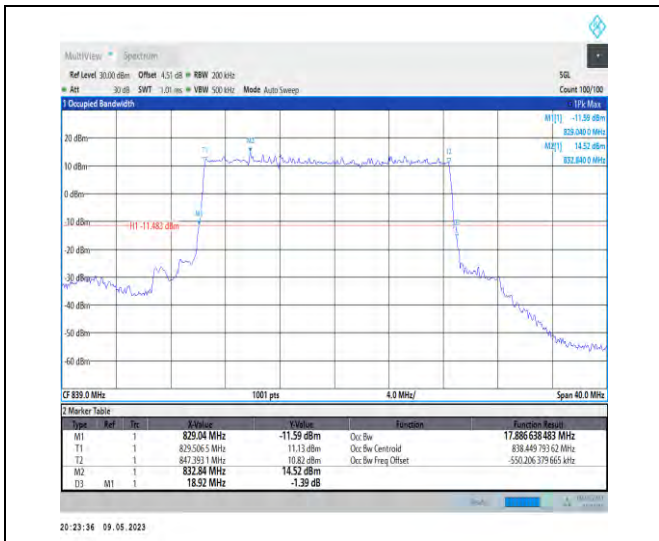 MultiView Spectrum
Ref Level 30.00 dBm Offset 4.51 dB RBW 200 kHz SGL
Att 30 dB SWT 1.01 ms VBW 500 kHz Mode Auto Sweep Count 100/100
1 Occupied Bandwidth 1Pk Max
M1[1] -11.59 dBm
829.040 0 MHz
M2[1] 14.52 dBm
832.840 0 MHz
20 dBm
10 dBm
0 dBm
-10 dBm
H1 -11.483 dBm
-20 dBm
-30 dBm
-40 dBm
-50 dBm
-60 dBm
T1 M2 T2
M1
CF 839.0 MHz 1001 pts 4.0 MHz/ Span 40.0 MHz
2 Marker Table
Type Ref Trc X-Value Y-Value Function Function Result
M1 1 829.04 MHz -11.59 dBm Occ Bw 17.886 638 483 MHz
T1 1 829.506 5 MHz 11.13 dBm Occ Bw Centroid 838.449 793 62 MHz
T2 1 847.393 1 MHz 10.82 dBm Occ Bw Freq Offset -550.206 379 665 kHz
M2 1 832.84 MHz 14.52 dBm
D3 M1 1 18.92 MHz -1.39 dB
20:23:36 09.05.2023